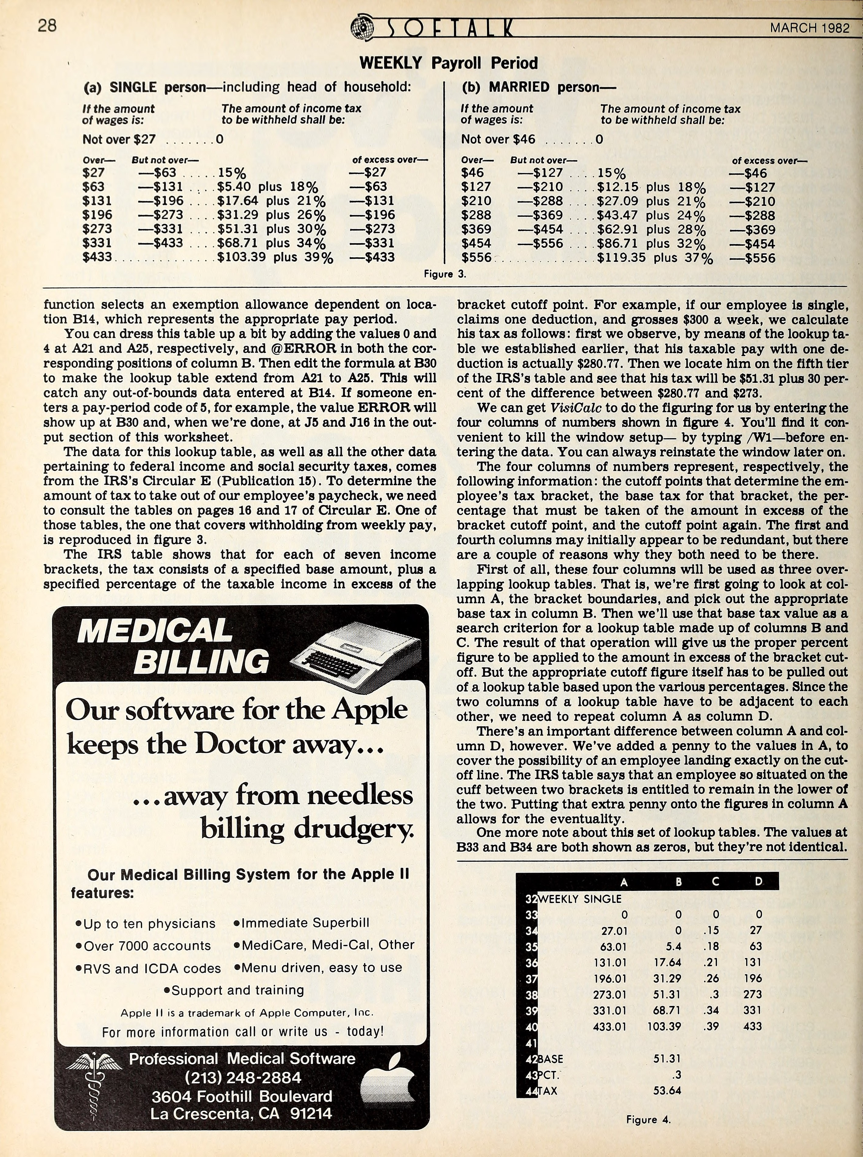 28
SOFTALK
MARCH 1982
WEEKLY Payroll Period
(a) SINGLE person—including head of household:
If the amount of wages is:
The amount of income tax to be withheld shall be:
Not over $27 .......0
Over— But not over— of excess over—
$27 —$63 .....15% —$27
$63 —$131 ....$5.40 plus 18% —$63
$131 —$196 ....$17.64 plus 21% —$131
$196 —$273 ....$31.29 plus 26% —$196
$273 —$331 ....$51.31 plus 30% —$273
$331 —$433 ....$68.71 plus 34% —$331
$433..............$103.39 plus 39% —$433
(b) MARRIED person—
If the amount of wages is:
The amount of income tax to be withheld shall be:
Not over $46 .......0
Over— But not over— of excess over—
$46 —$127 ....15% —$46
$127 —$210 ....$12.15 plus 18% —$127
$210 —$288 ....$27.09 plus 21% —$210
$288 —$369 ....$43.47 plus 24% —$288
$369 —$454 ....$62.91 plus 28% —$369
$454 —$556 ....$86.71 plus 32% —$454
$556..............$119.35 plus 37% —$556
Figure 3.
function selects an exemption allowance dependent on loca-
tion B14, which represents the appropriate pay period.
You can dress this table up a bit by adding the values 0 and
4 at A21 and A25, respectively, and @ERROR in both the cor-
responding positions of column B. Then edit the formula at B30
to make the lookup table extend from A21 to A25. This will
catch any out-of-bounds data entered at B14. If someone en-
ters a pay-period code of 5, for example, the value ERROR will
show up at B30 and, when we're done, at J5 and J16 in the out-
put section of this worksheet.
The data for this lookup table, as well as all the other data
pertaining to federal income and social security taxes, comes
from the IRS's Circular E (Publication 15). To determine the
amount of tax to take out of our employee's paycheck, we need
to consult the tables on pages 16 and 17 of Circular E. One of
those tables, the one that covers withholding from weekly pay,
is reproduced in figure 3.
The IRS table shows that for each of seven income
brackets, the tax consists of a specified base amount, plus a
specified percentage of the taxable income in excess of the
MEDICAL
BILLING
Our software for the Apple
keeps the Doctor away...
...away from needless
billing drudgery.
Our Medical Billing System for the Apple II
features:
•Up to ten physicians •Immediate Superbill
•Over 7000 accounts •MediCare, Medi-Cal, Other
•RVS and ICDA codes •Menu driven, easy to use
•Support and training
Apple II is a trademark of Apple Computer, Inc.
For more information call or write us - today!
Professional Medical Software
(213) 248-2884
3604 Foothill Boulevard
La Crescenta, CA 91214
bracket cutoff point. For example, if our employee is single,
claims one deduction, and grosses $300 a week, we calculate
his tax as follows: first we observe, by means of the lookup ta-
ble we established earlier, that his taxable pay with one de-
duction is actually $280.77. Then we locate him on the fifth tier
of the IRS's table and see that his tax will be $51.31 plus 30 per-
cent of the difference between $280.77 and $273.
We can get VisiCalc to do the figuring for us by entering the
four columns of numbers shown in figure 4. You'll find it con-
venient to kill the window setup— by typing /W1—before en-
tering the data. You can always reinstate the window later on.
The four columns of numbers represent, respectively, the
following information: the cutoff points that determine the em-
ployee's tax bracket, the base tax for that bracket, the per-
centage that must be taken of the amount in excess of the
bracket cutoff point, and the cutoff point again. The first and
fourth columns may initially appear to be redundant, but there
are a couple of reasons why they both need to be there.
First of all, these four columns will be used as three over-
lapping lookup tables. That is, we're first going to look at col-
umn A, the bracket boundaries, and pick out the appropriate
base tax in column B. Then we'll use that base tax value as a
search criterion for a lookup table made up of columns B and
C. The result of that operation will give us the proper percent
figure to be applied to the amount in excess of the bracket cut-
off. But the appropriate cutoff figure itself has to be pulled out
of a lookup table based upon the various percentages. Since the
two columns of a lookup table have to be adjacent to each
other, we need to repeat column A as column D.
There's an important difference between column A and col-
umn D, however. We've added a penny to the values in A, to
cover the possibility of an employee landing exactly on the cut-
off line. The IRS table says that an employee so situated on the
cuff between two brackets is entitled to remain in the lower of
the two. Putting that extra penny onto the figures in column A
allows for the eventuality.
One more note about this set of lookup tables. The values at
B33 and B34 are both shown as zeros, but they're not identical.
A B C D
32WEEKLY SINGLE
33 0 0 0 0
34 27.01 0 .15 27
35 63.01 5.4 .18 63
36 131.01 17.64 .21 131
37 196.01 31.29 .26 196
38 273.01 51.31 .3 273
39 331.01 68.71 .34 331
40 433.01 103.39 .39 433
41
42BASE 51.31
43PCT. .3
44TAX 53.64
Figure 4.